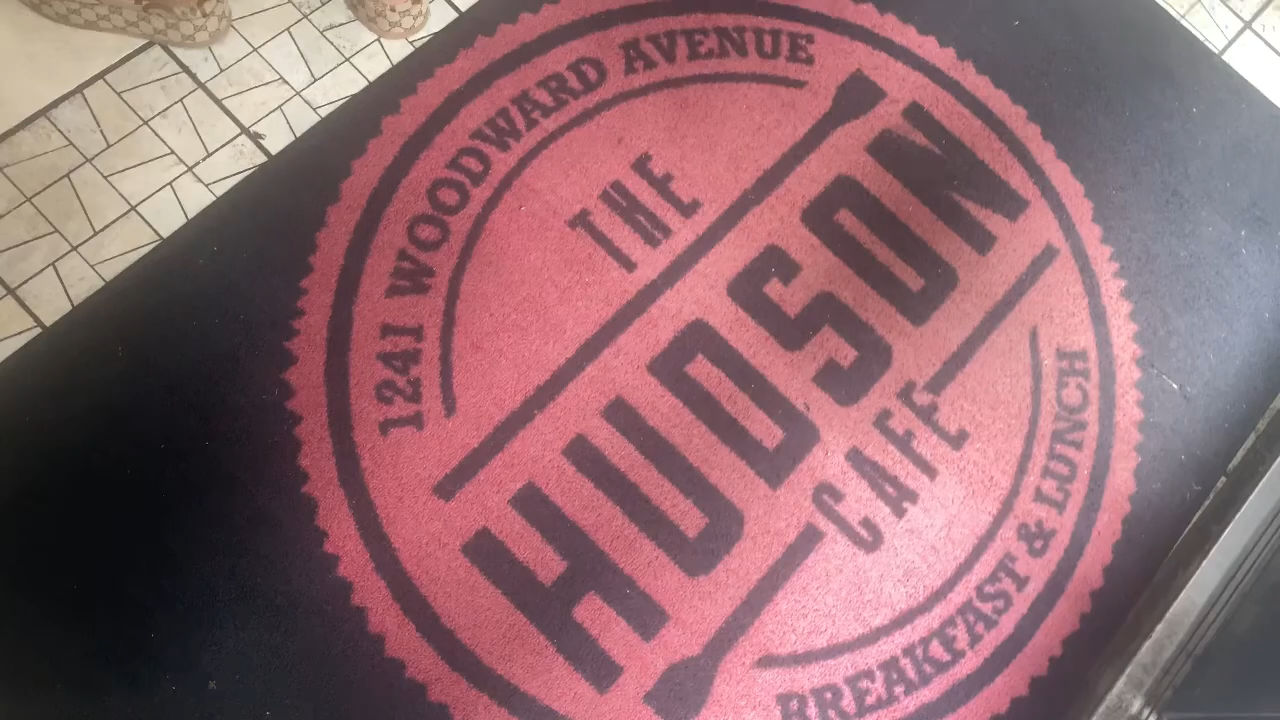 1241 WOODWARD AVENUE
THE
HUDSON
CAFE
BREAKFAST & LUNCH